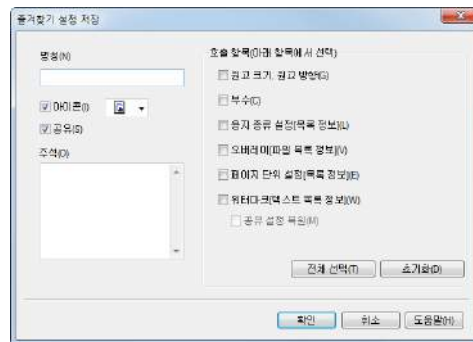 즐겨찾기 설정 저장
명칭(N)
아이콘(I)
공유(S)
주석(O)
호출 항목(아래 항목에서 선택)
원고 크기, 원고 방향(G)
부수(C)
용지 종류 설정[목록 정보](L)
오버레이[파일 목록 정보](V)
페이지 단위 설정[목록 정보](E)
워터마크[텍스트 목록 정보](W)
공유 설정 복원(M)
전체 선택(T)
초기화(D)
확인
취소
도움말(H)